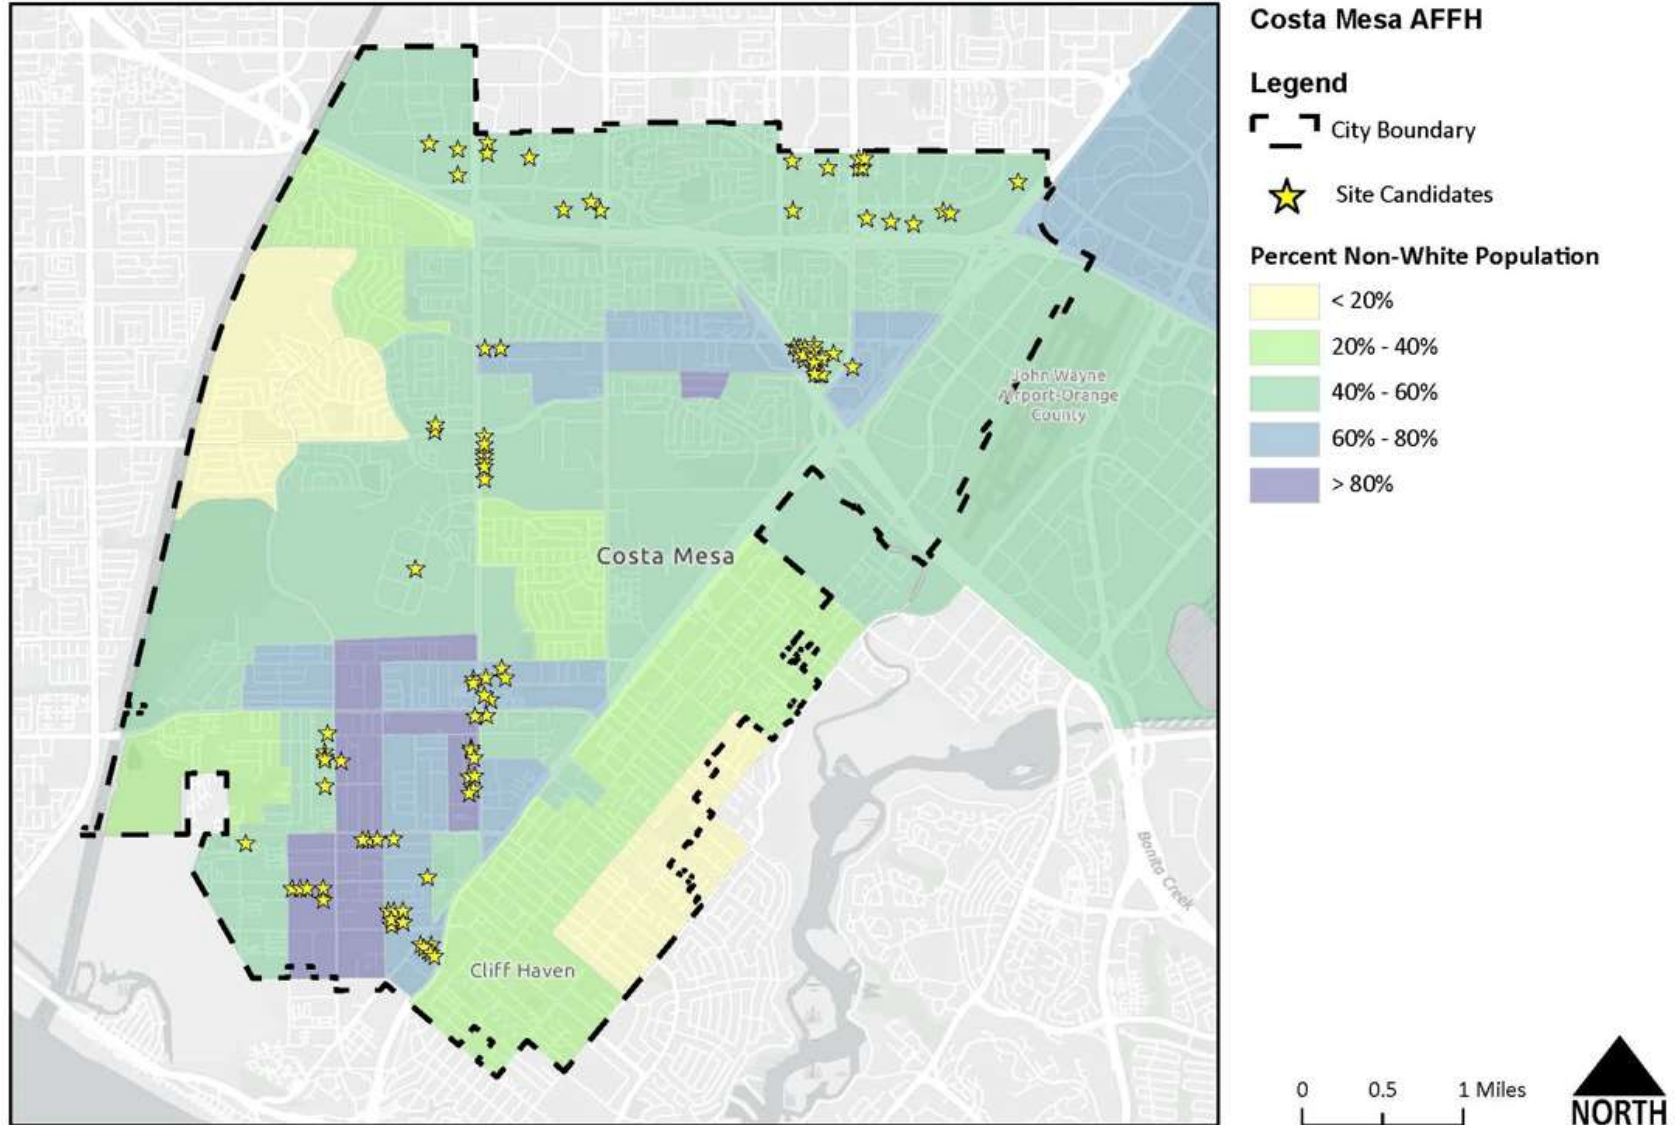 Costa Mesa AFFH
Legend
City Boundary
Site Candidates
Percent Non-White Population
< 20%
20% - 40%
40% - 60%
60% - 80%
> 80%
John Wayne
Airport-Orange
County
Costa Mesa
Cliff Haven
Bonita Creek
0 0.5 1 Miles
NORTH